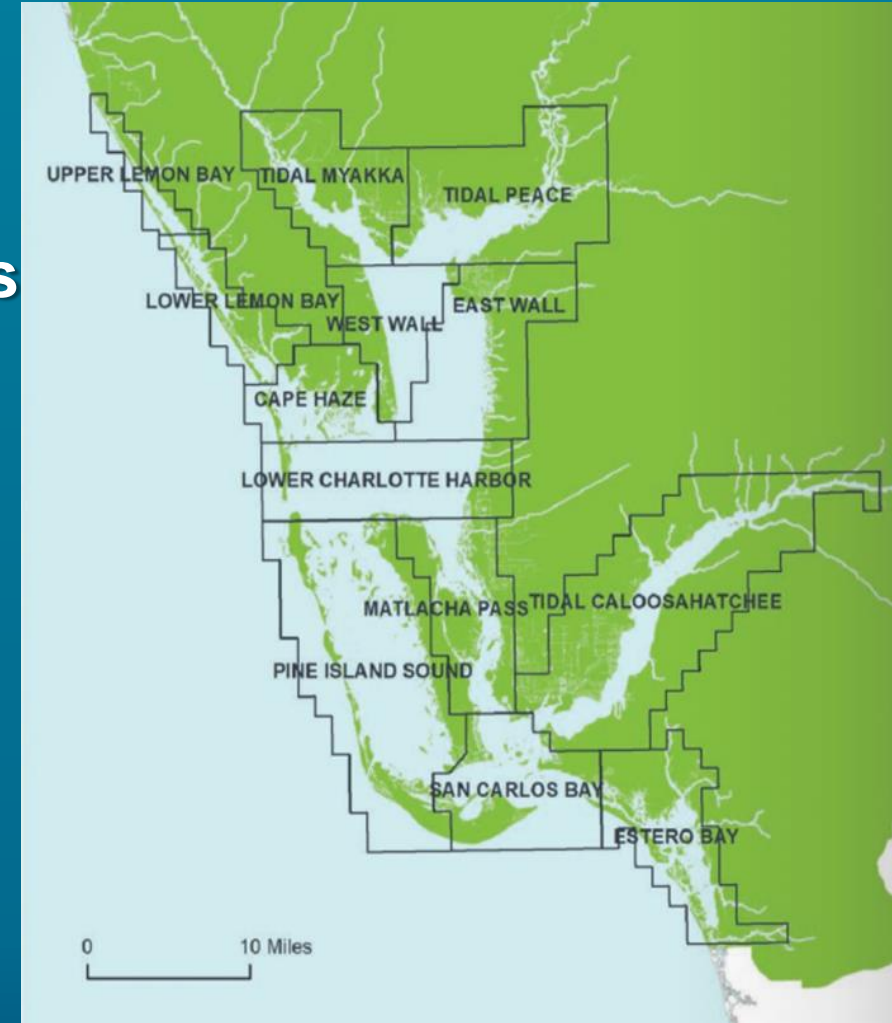 s
UPPER LEMON BAY
TIDAL MYAKKA
TIDAL PEACE
LOWER LEMON BAY
WEST WALL
EAST WALL
CAPE HAZE
LOWER CHARLOTTE HARBOR
MATLACHA PASS
TIDAL CALOOSAHATCHEE
PINE ISLAND SOUND
SAN CARLOS BAY
ESTERO BAY
0 10 Miles